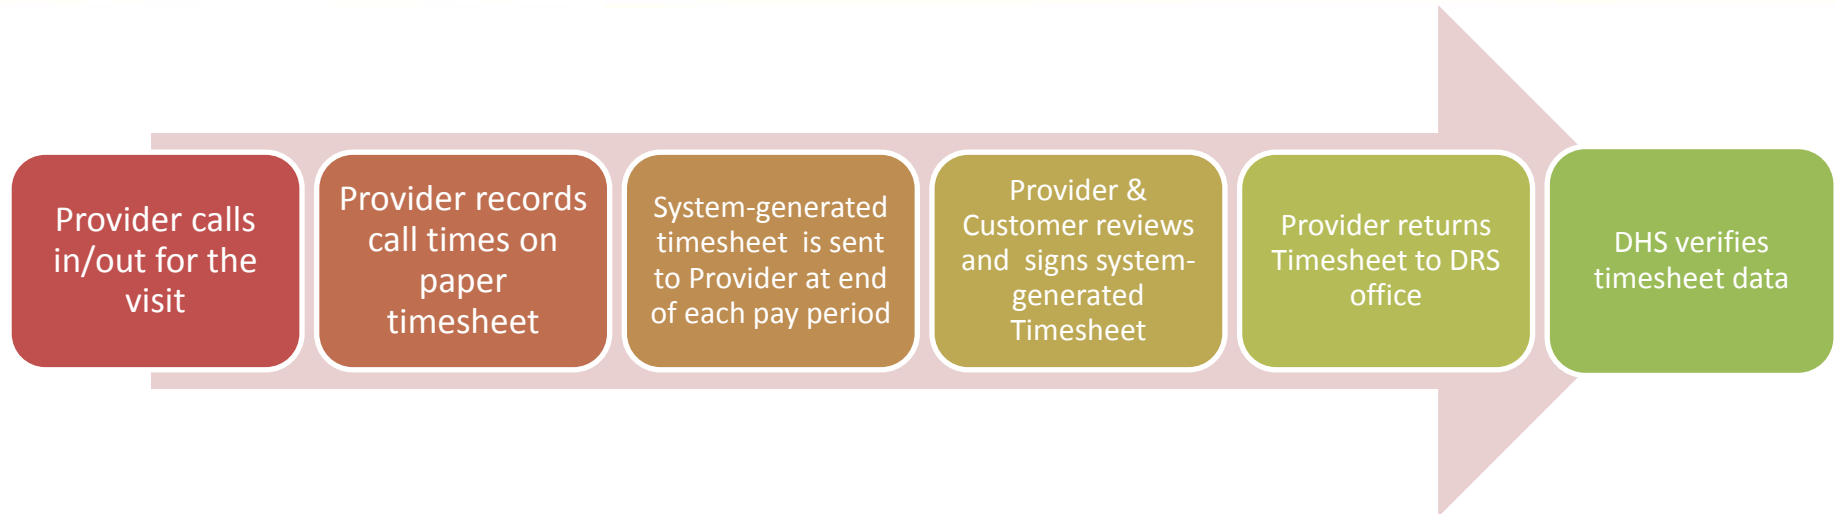 Provider calls
in/out for the
visit
Provider records
call times on
paper
timesheet
System-generated
timesheet  is sent
to Provider at end
of each pay period
Provider &
Customer reviews
and  signs system-
generated
Timesheet
Provider returns
Timesheet to DRS
office
DHS verifies
timesheet data